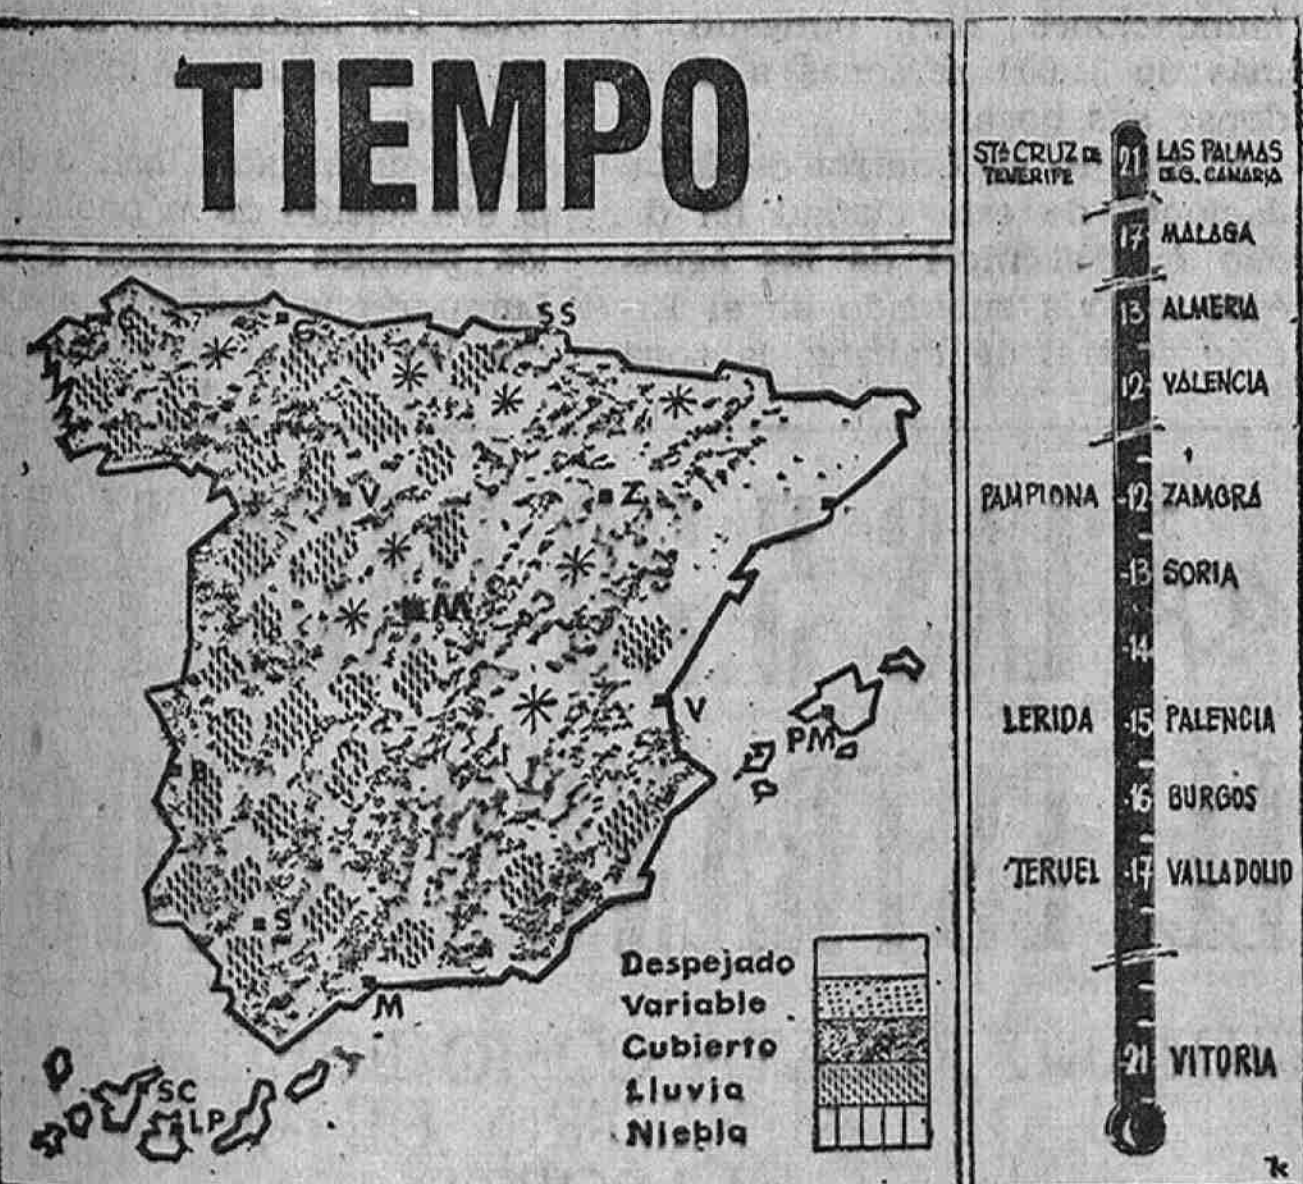 TIEMPO
G
SS
V
Z
M
V
PM
S
M
SC
LP
Despejado
Variable
Cubierto
Lluvia
Niebla
STA CRUZ DE TENERIFE 21 LAS PALMAS DE G. CANARIA
17 MALAGA
13 ALMERIA
12 VALENCIA
PAMPLONA -12 ZAMORA
-13 SORIA
-14
LERIDA -15 PALENCIA
-16 BURGOS
TERUEL -17 VALLADOLID
-21 VITORIA